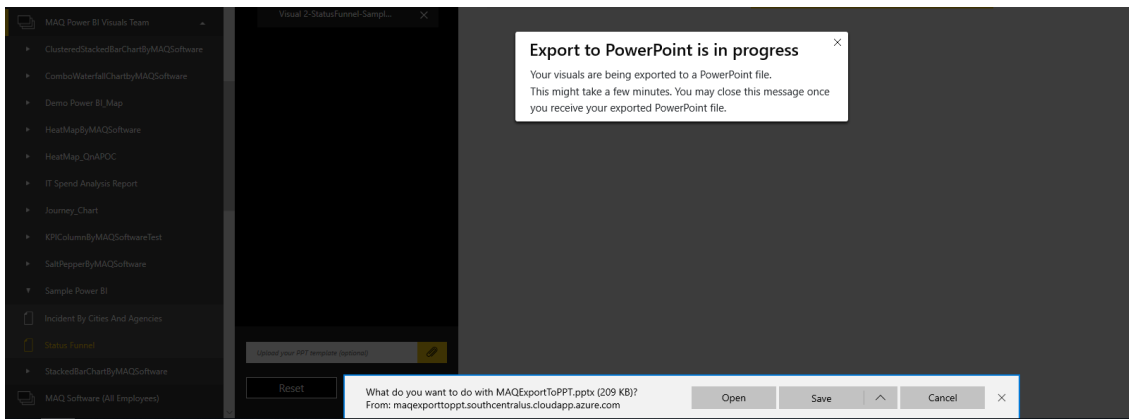 MAQ Power BI Visuals Team
ClusteredStackedBarChartByMAQSoftware
ComboWaterfallChartbyMAQSoftware
Demo Power BI_Map
HeatMapByMAQSoftware
HeatMap_QnAPOC
IT Spend Analysis Report
Journey_Chart
KPIColumnByMAQSoftwareTest
SaltPepperByMAQSoftware
Sample Power BI
Incident By Cities And Agencies
Status Funnel
StackedBarChartByMAQSoftware
MAQ Software (All Employees)
Visual 2-StatusFunnel-Sampl...
Upload your PPT template (optional)
Reset
Export to PowerPoint is in progress
Your visuals are being exported to a PowerPoint file.
This might take a few minutes. You may close this message once
you receive your exported PowerPoint file.
What do you want to do with MAQExportToPPT.pptx (209 KB)?
From: maqexporttoppt.southcentralus.cloudapp.azure.com
Open
Save
Cancel